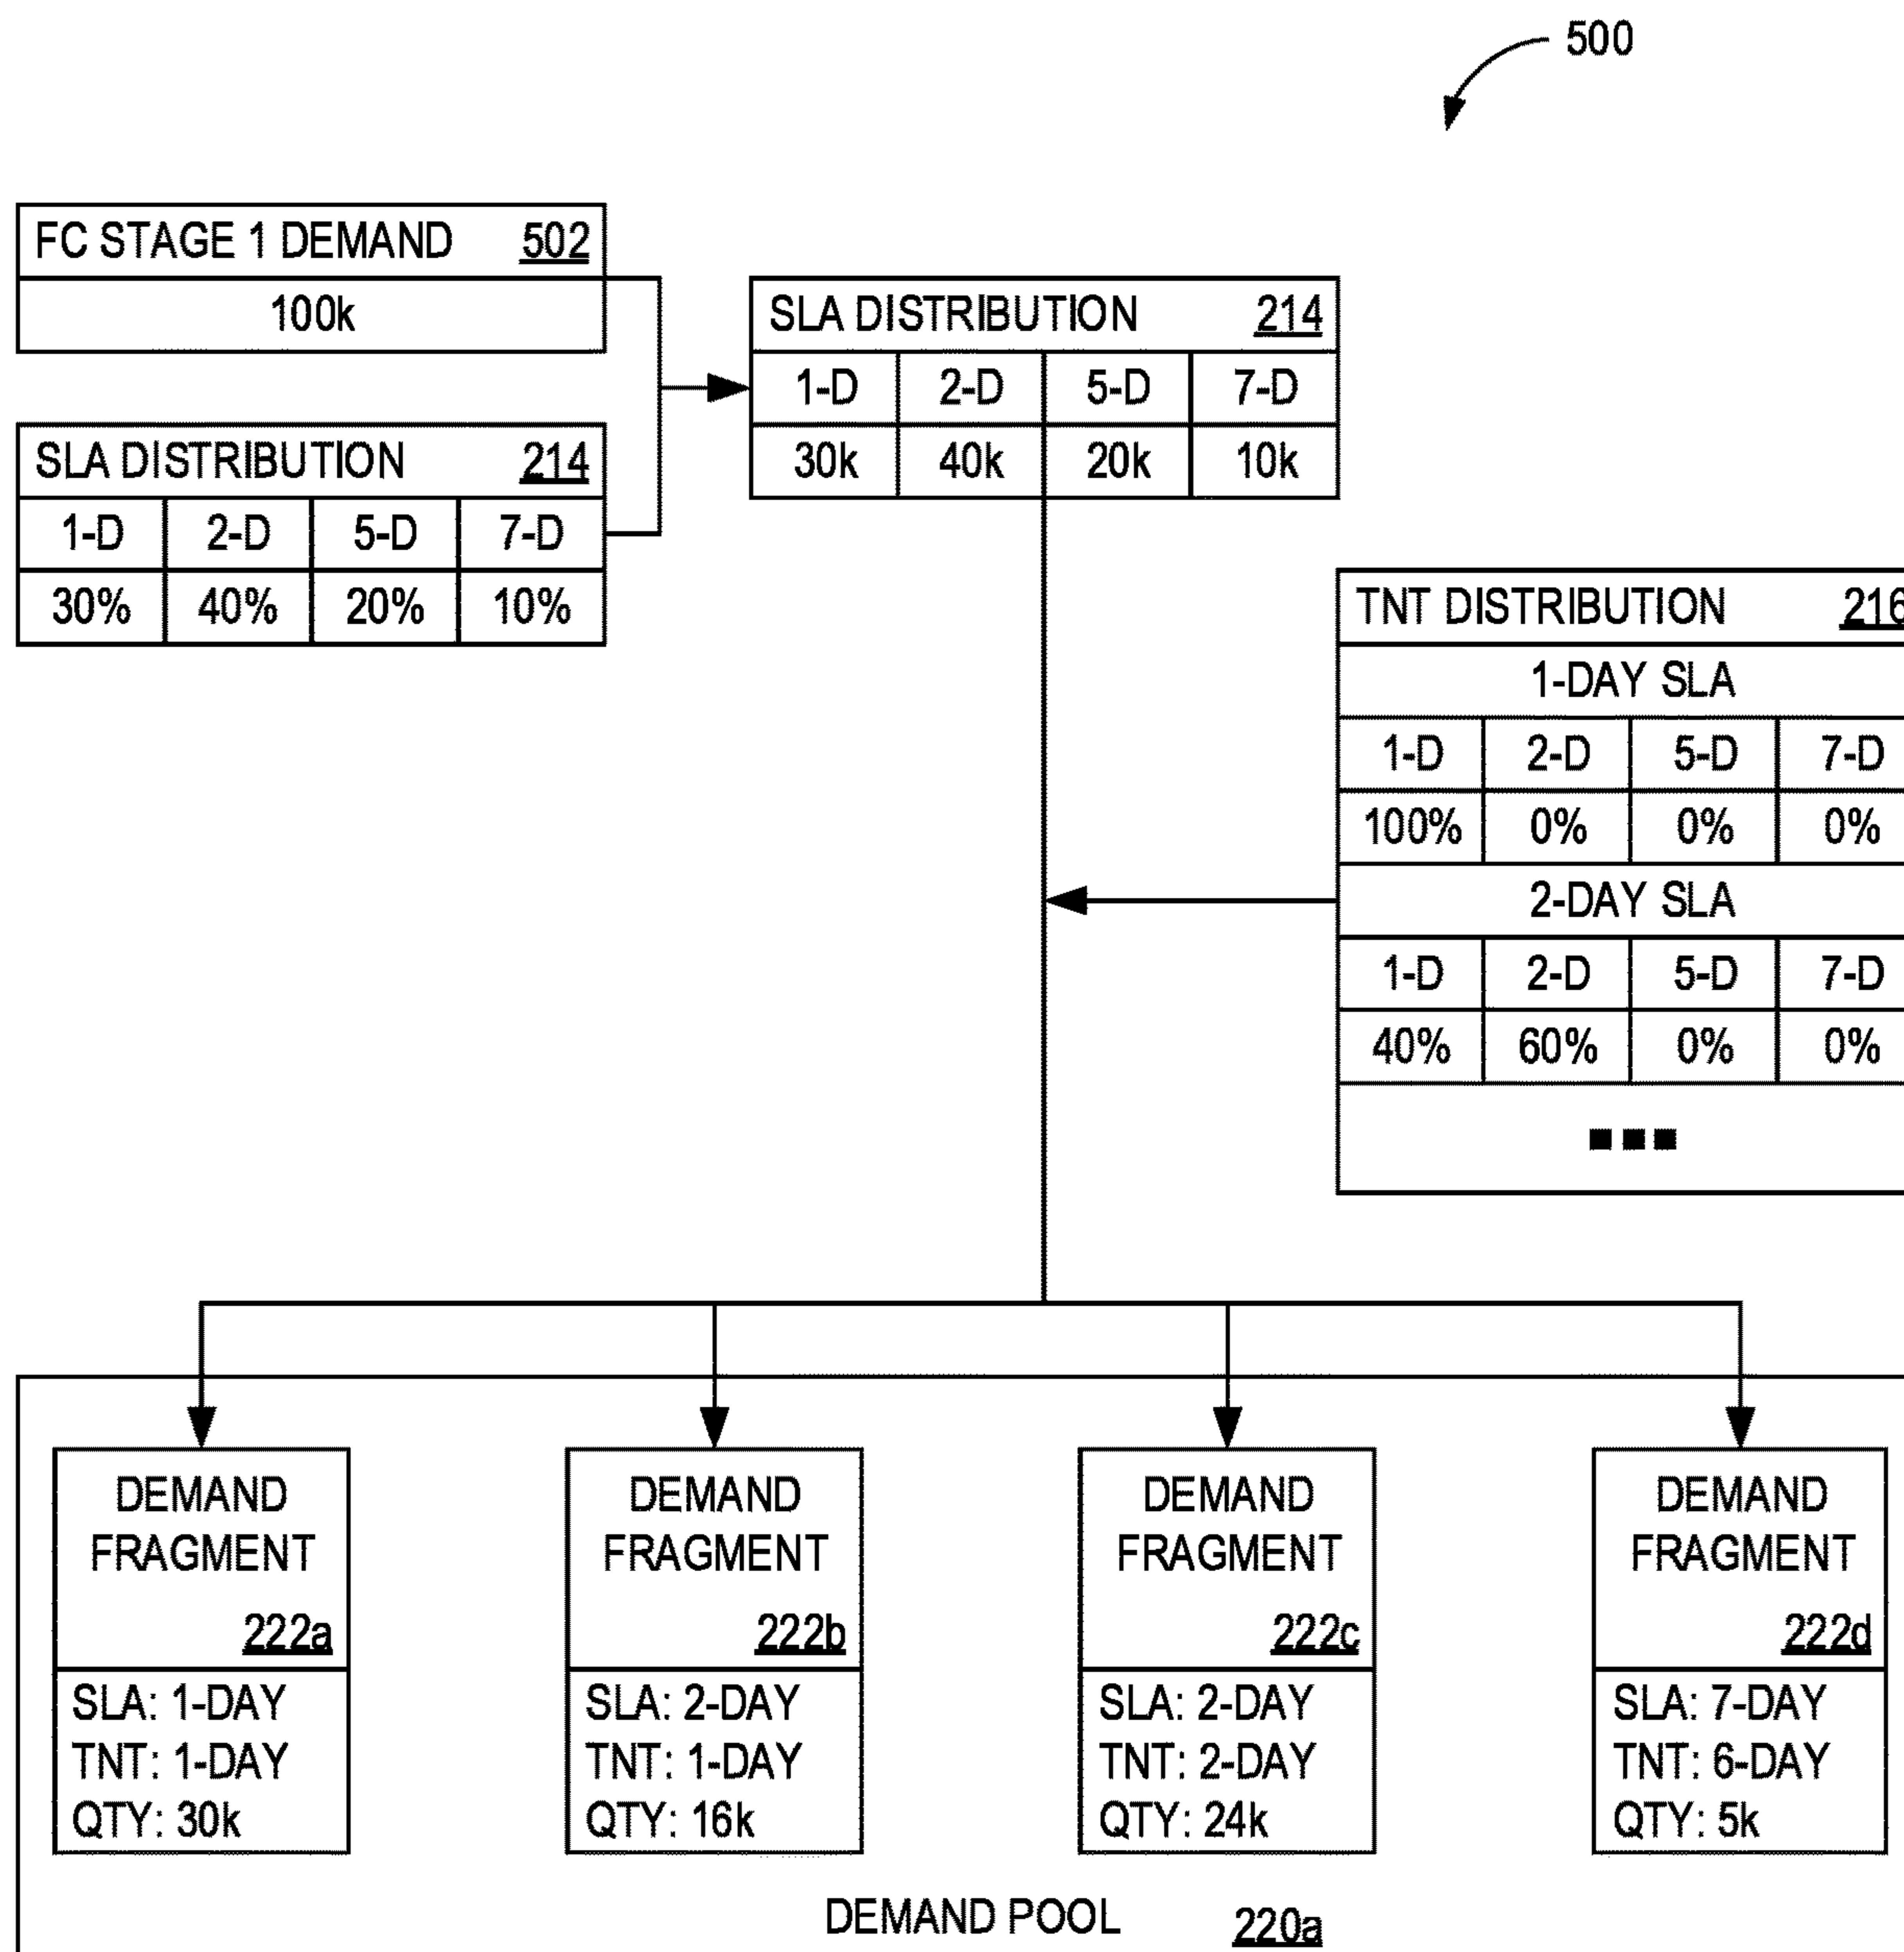 500
FC STAGE 1 DEMAND 502
100k
SLA DISTRIBUTION 214
1-D 2-D 5-D 7-D
30% 40% 20% 10%
SLA DISTRIBUTION 214
1-D 2-D 5-D 7-D
30k 40k 20k 10k
TNT DISTRIBUTION 216
1-DAY SLA
1-D 2-D 5-D 7-D
100% 0% 0% 0%
2-DAY SLA
1-D 2-D 5-D 7-D
40% 60% 0% 0%
DEMAND
FRAGMENT
222a
SLA: 1-DAY
TNT: 1-DAY
QTY: 30k
DEMAND
FRAGMENT
222b
SLA: 2-DAY
TNT: 1-DAY
QTY: 16k
DEMAND
FRAGMENT
222c
SLA: 2-DAY
TNT: 2-DAY
QTY: 24k
DEMAND
FRAGMENT
222d
SLA: 7-DAY
TNT: 6-DAY
QTY: 5k
DEMAND POOL 220a